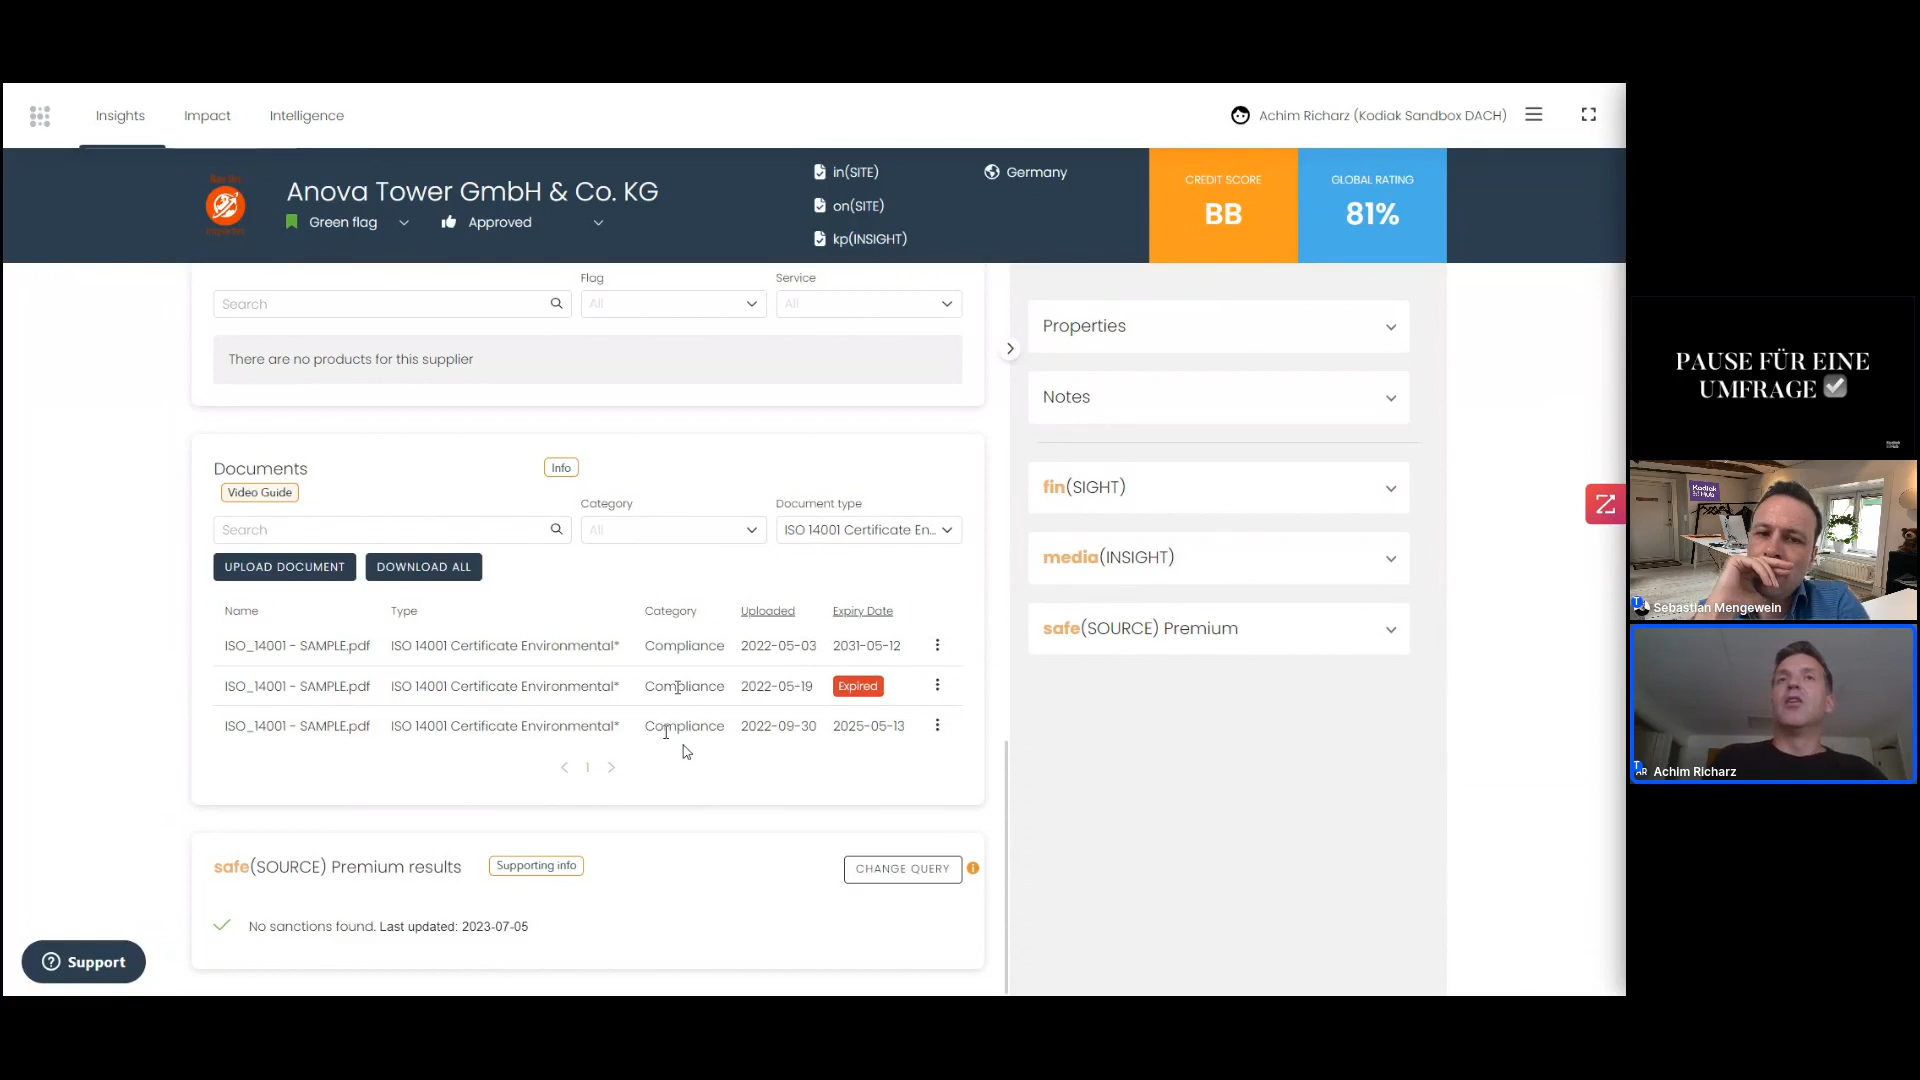 Insights Impact Intelligence
Achim Richarz (Kodiak Sandbox DACH)
Anova Tower GmbH & Co. KG
Green flag
Approved
in(SITE)
on(SITE)
kp(INSIGHT)
Germany
CREDIT SCORE
BB
GLOBAL RATING
81%
Flag
Service
Search
All
All
There are no products for this supplier
Documents
Info
Video Guide
Category
Document type
Search
All
ISO 14001 Certificate En...
UPLOAD DOCUMENT
DOWNLOAD ALL
Name Type Category Uploaded Expiry Date
ISO_14001 - SAMPLE.pdf ISO 14001 Certificate Environmental* Compliance 2022-05-03 2031-05-12
ISO_14001 - SAMPLE.pdf ISO 14001 Certificate Environmental* Compliance 2022-05-19 Expired
ISO_14001 - SAMPLE.pdf ISO 14001 Certificate Environmental* Compliance 2022-09-30 2025-05-13
1
safe(SOURCE) Premium results
Supporting info
CHANGE QUERY
No sanctions found. Last updated: 2023-07-05
Support
Properties
Notes
fin(SIGHT)
media(INSIGHT)
safe(SOURCE) Premium
PAUSE FÜR EINE
UMFRAGE
Kodiak
Hub
Sebastian Mengewein
AR
Achim Richarz